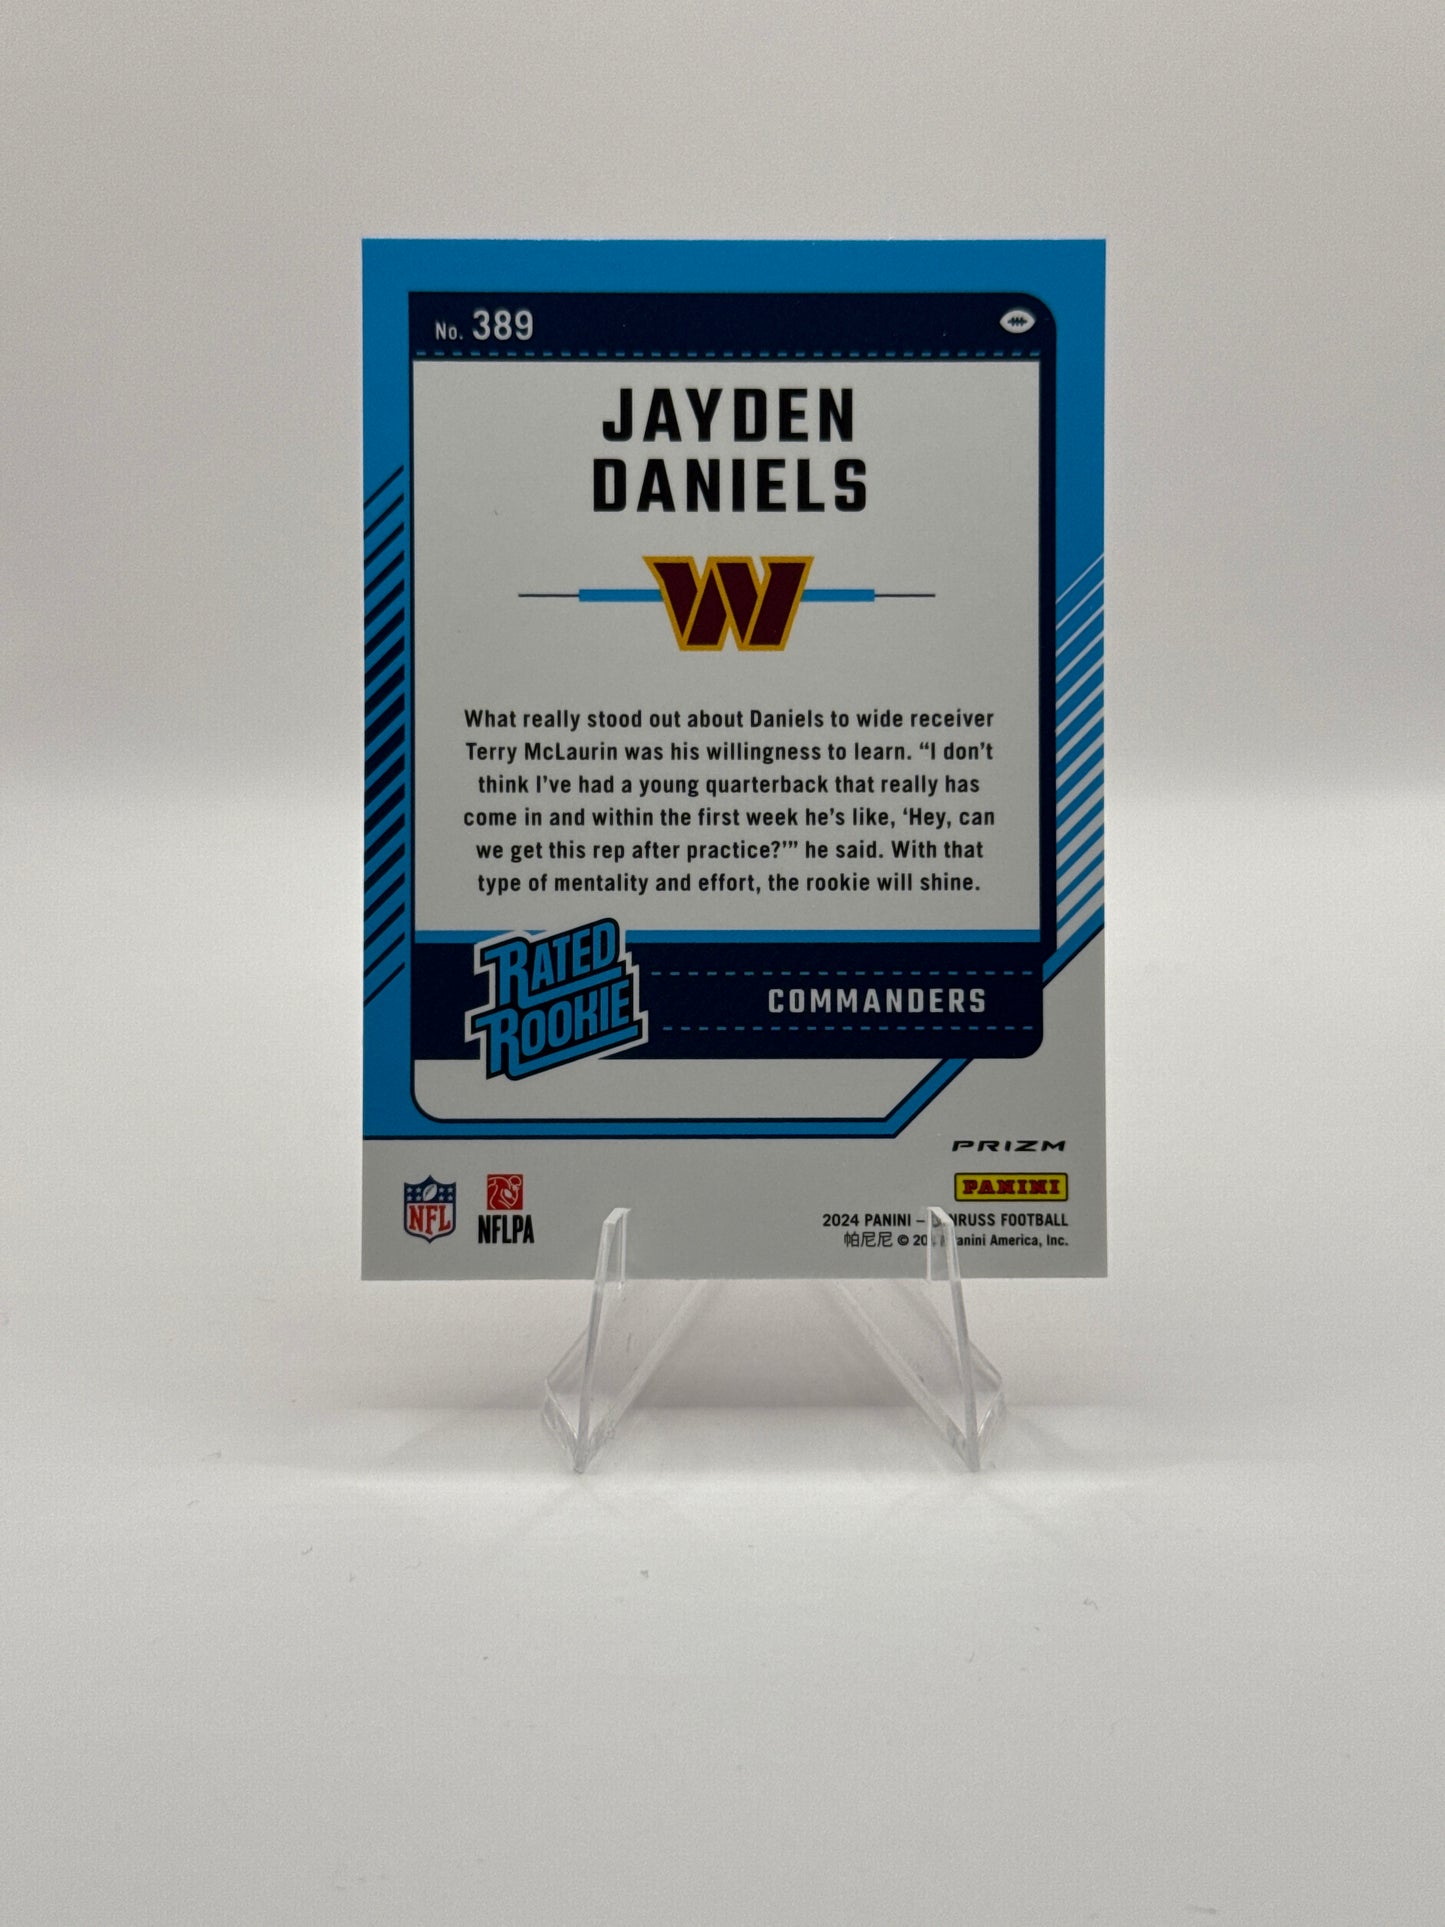 No. 389
JAYDEN
DANIELS
W
What really stood out about Daniels to wide receiver
Terry McLaurin was his willingness to learn. “I don’t
think I’ve had a young quarterback that really has
come in and within the first week he’s like, ‘Hey, can
we get this rep after practice?’” he said. With that
type of mentality and effort, the rookie will shine.
RATED
ROOKIE
COMMANDERS
PRIZM
PANINI
NFL
NFLPA
2024 PANINI – FOOTBALL
帕尼尼 © America, Inc.